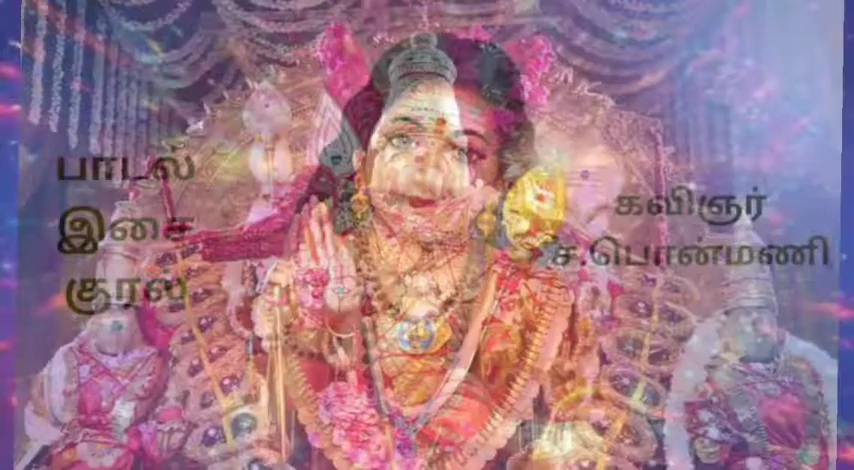 பாடல்
இசை
குரல்
கவிஞர்
ச.பொன்மணி